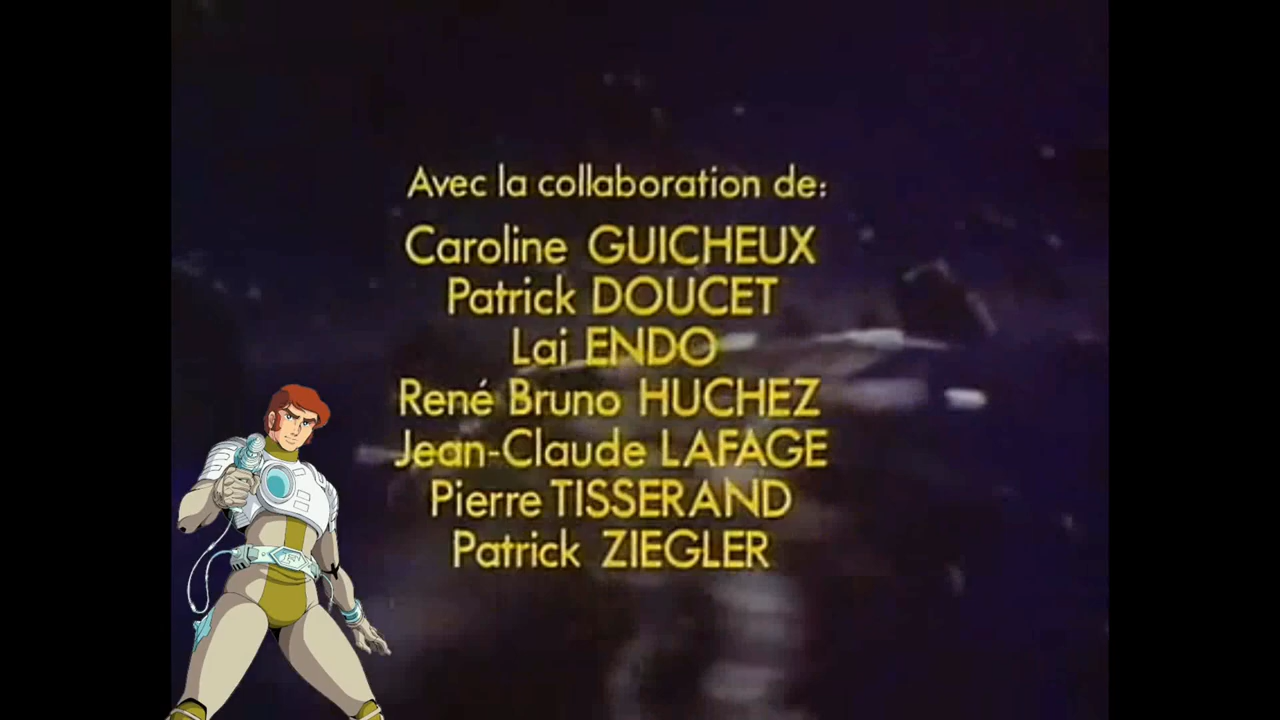 Avec la collaboration de:
Caroline GUICHEUX
Patrick DOUCET
Lai ENDO
René Bruno HUCHEZ
Jean-Claude LAFAGE
Pierre TISSERAND
Patrick ZIEGLER